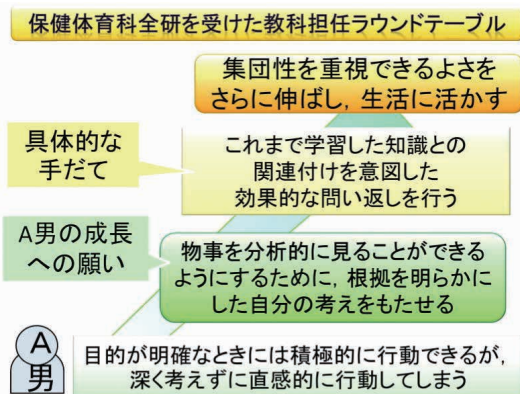 保健体育科全研を受けた教科担任ラウンドテーブル
集団性を重視できるよさを
さらに伸ばし，生活に活かす
具体的な
手だて
これまで学習した知識との
関連付けを意図した
効果的な問い返しを行う
A男の成長
への願い
物事を分析的に見ることができる
ようにするために，根拠を明らかに
した自分の考えをもたせる
A
男
目的が明確なときには積極的に行動できるが，
深く考えずに直感的に行動してしまう